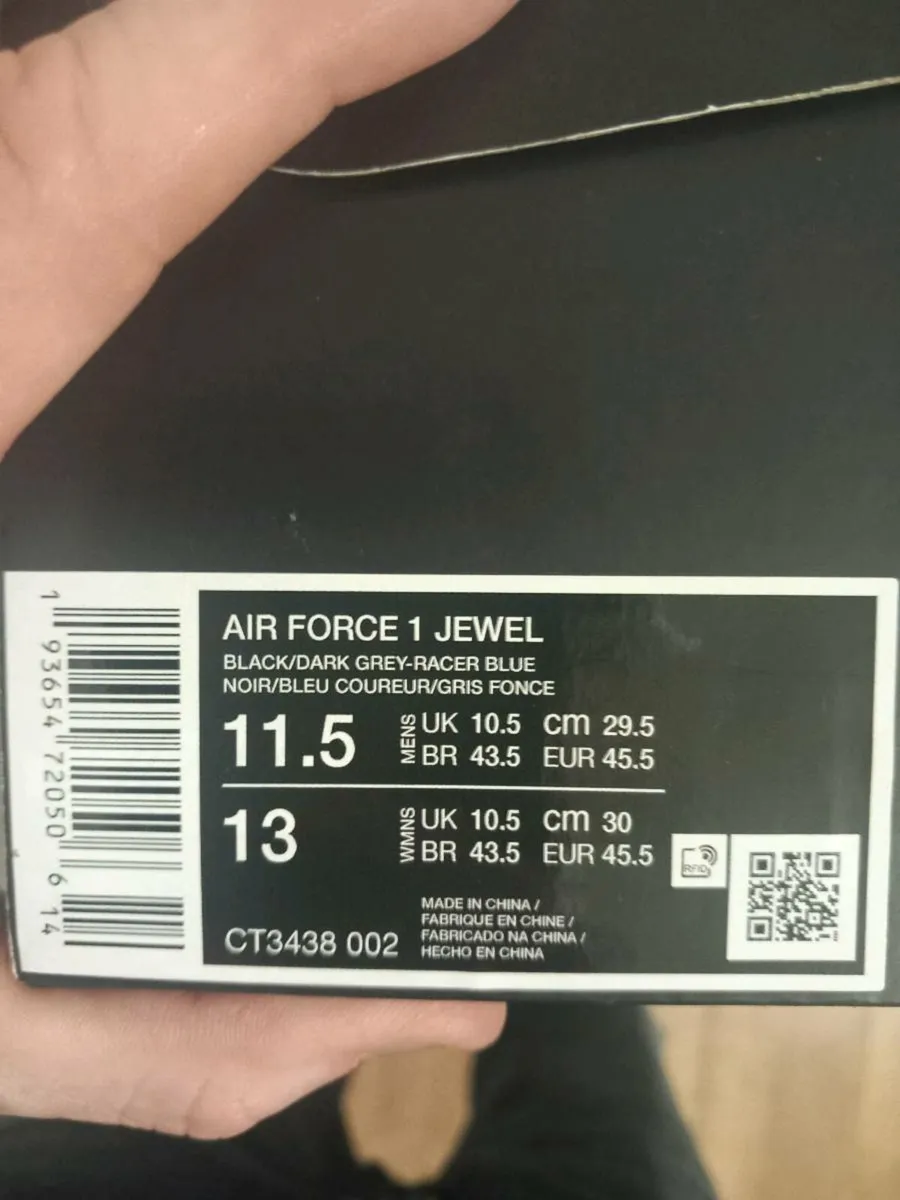 1 93654 72050 6 14
AIR FORCE 1 JEWEL
BLACK/DARK GREY-RACER BLUE
NOIR/BLEU COUREUR/GRIS FONCE
11.5 MENS UK 10.5 cm 29.5
BR 43.5 EUR 45.5
13 WMNS UK 10.5 cm 30
BR 43.5 EUR 45.5
RFID
MADE IN CHINA /
FABRIQUE EN CHINE /
FABRICADO NA CHINA /
HECHO EN CHINA
CT3438 002